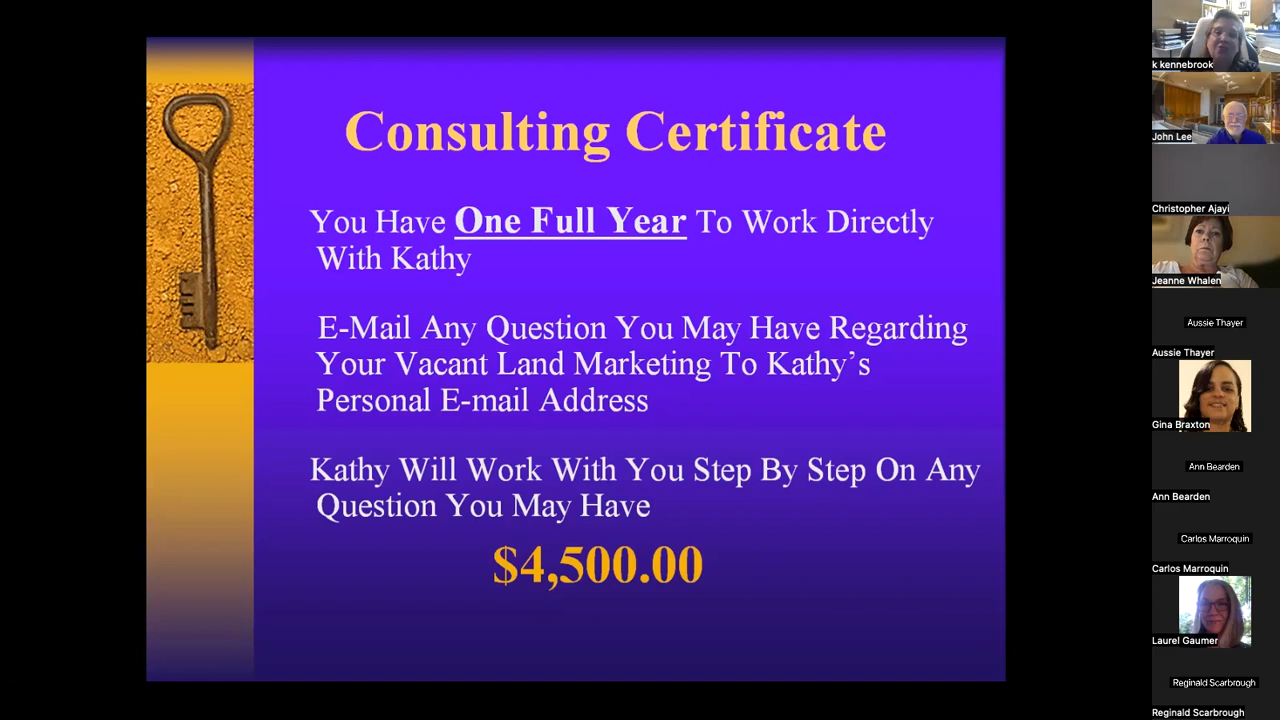 Consulting Certificate
You Have One Full Year To Work Directly
With Kathy
E-Mail Any Question You May Have Regarding
Your Vacant Land Marketing To Kathy’s
Personal E-mail Address
Kathy Will Work With You Step By Step On Any
Question You May Have
$4,500.00
k kennebrook
John Lee
Christopher Ajayi
Jeanne Whalen
Aussie Thayer
Aussie Thayer
Gina Braxton
Ann Bearden
Ann Bearden
Carlos Marroquin
Carlos Marroquin
Laurel Gaumer
Reginald Scarbrough
Reginald Scarbrough